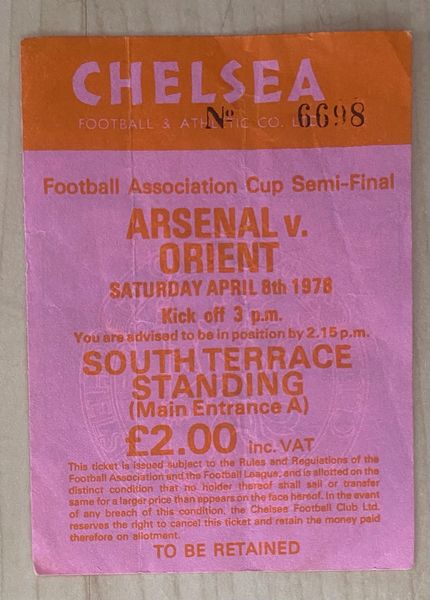 CHELSEA
FOOTBALL & ATHLETIC CO. LTD.
Nº 6698
Football Association Cup Semi-Final
ARSENAL v.
ORIENT
SATURDAY APRIL 8th 1978
Kick off 3 p.m.
You are advised to be in position by 2.15 p.m.
SOUTH TERRACE
STANDING
(Main Entrance A)
£2.00 inc. VAT
This ticket is issued subject to the Rules and Regulations of the
Football Association and the Football League, and is allotted on the
distinct condition that no holder thereof shall sell or transfer
same for a larger price than appears on the face hereof. In the event
of any breach of this condition, the Chelsea Football Club Ltd.
reserves the right to cancel this ticket and retain the money paid
therefore on allotment.
TO BE RETAINED